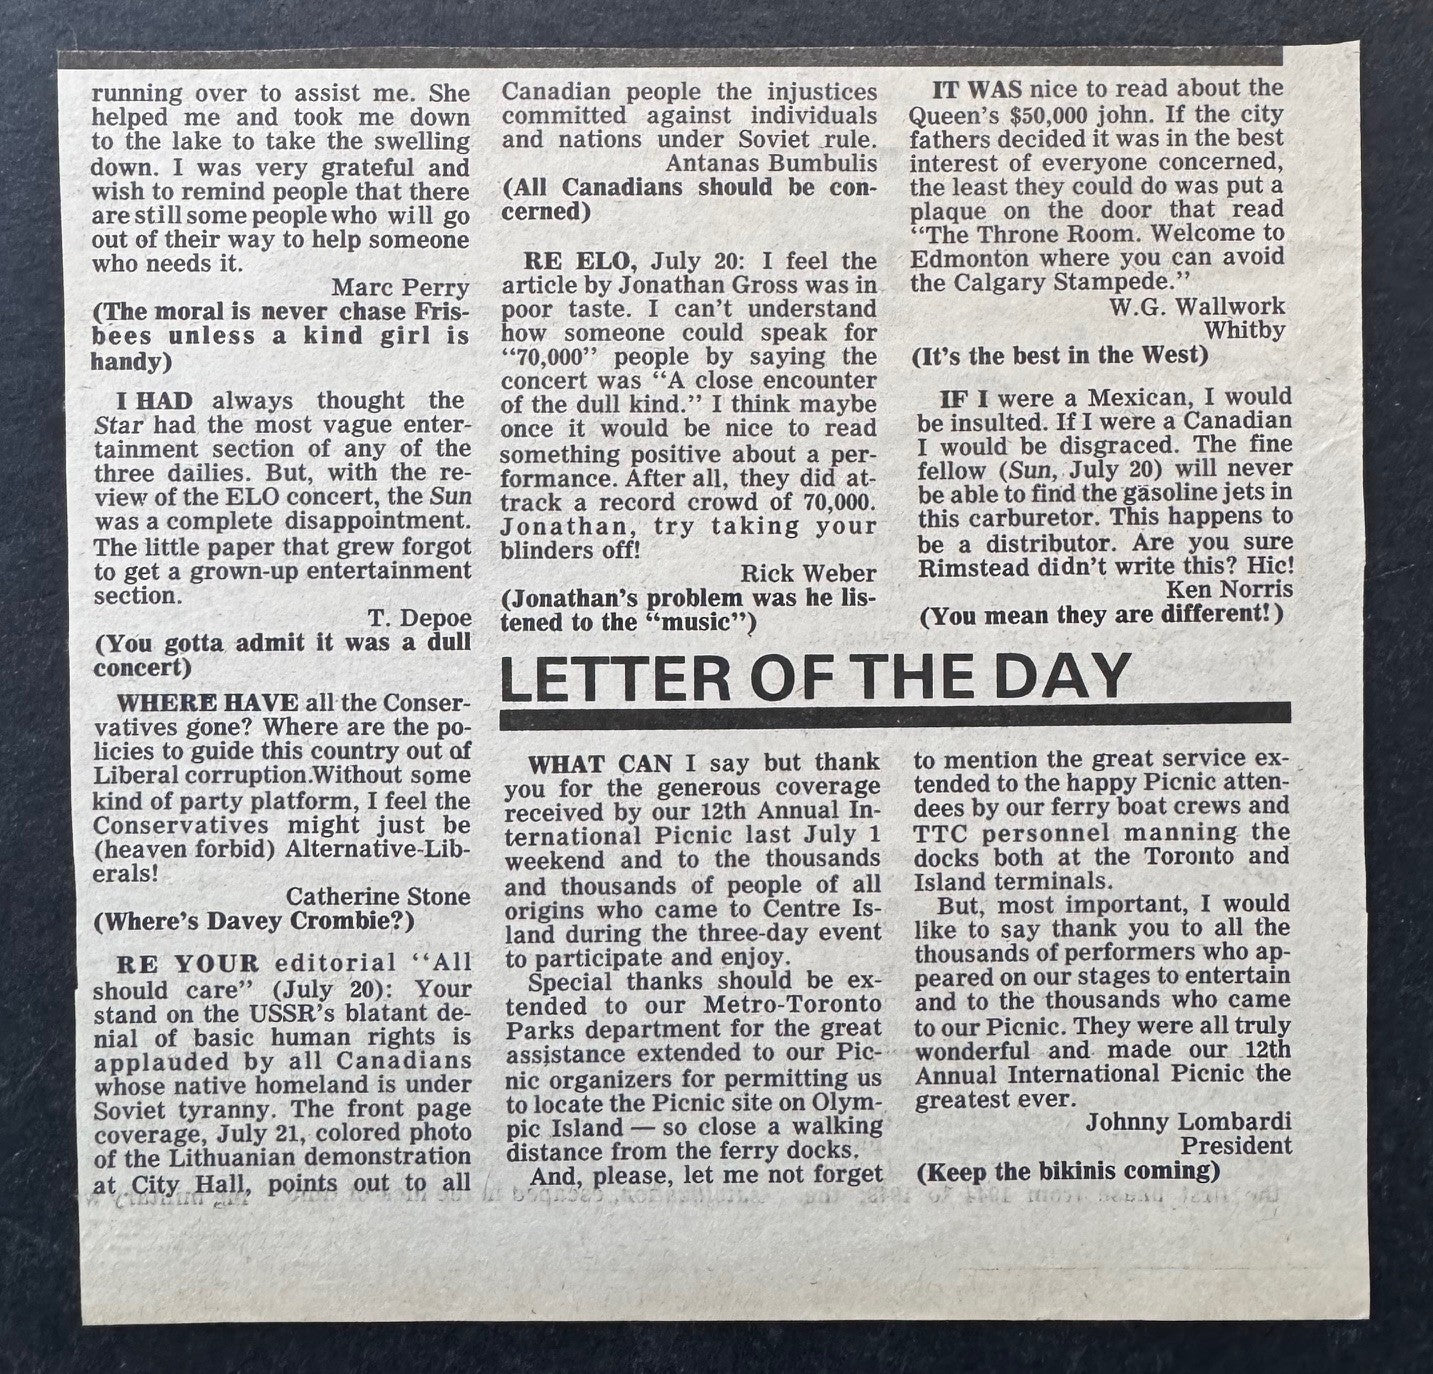 running over to assist me. She
helped me and took me down
to the lake to take the swelling
down. I was very grateful and
wish to remind people that there
are still some people who will go
out of their way to help someone
who needs it.
Marc Perry
(The moral is never chase Fris-
bees unless a kind girl is
handy)
I HAD always thought the
Star had the most vague enter-
tainment section of any of the
three dailies. But, with the re-
view of the ELO concert, the Sun
was a complete disappointment.
The little paper that grew forgot
to get a grown-up entertainment
section.
T. Depoe
(You gotta admit it was a dull
concert)
WHERE HAVE all the Conser-
vatives gone? Where are the po-
licies to guide this country out of
Liberal corruption.Without some
kind of party platform, I feel the
Conservatives might just be
(heaven forbid) Alternative-Lib-
erals!
Catherine Stone
(Where's Davey Crombie?)
RE YOUR editorial "All
should care" (July 20): Your
stand on the USSR's blatant de-
nial of basic human rights is
applauded by all Canadians
whose native homeland is under
Soviet tyranny. The front page
coverage, July 21, colored photo
of the Lithuanian demonstration
at City Hall, points out to all
Canadian people the injustices
committed against individuals
and nations under Soviet rule.
Antanas Bumbulis
(All Canadians should be con-
cerned)
RE ELO, July 20: I feel the
article by Jonathan Gross was in
poor taste. I can't understand
how someone could speak for
"70,000" people by saying the
concert was "A close encounter
of the dull kind." I think maybe
once it would be nice to read
something positive about a per-
formance. After all, they did at-
track a record crowd of 70,000.
Jonathan, try taking your
blinders off!
Rick Weber
(Jonathan's problem was he lis-
tened to the "music")
IT WAS nice to read about the
Queen's $50,000 john. If the city
fathers decided it was in the best
interest of everyone concerned,
the least they could do was put a
plaque on the door that read
"The Throne Room. Welcome to
Edmonton where you can avoid
the Calgary Stampede."
W.G. Wallwork
Whitby
(It's the best in the West)
IF I were a Mexican, I would
be insulted. If I were a Canadian
I would be disgraced. The fine
fellow (Sun, July 20) will never
be able to find the gasoline jets in
this carburetor. This happens to
be a distributor. Are you sure
Rimstead didn't write this? Hic!
Ken Norris
(You mean they are different!)
LETTER OF THE DAY
WHAT CAN I say but thank
you for the generous coverage
received by our 12th Annual In-
ternational Picnic last July 1
weekend and to the thousands
and thousands of people of all
origins who came to Centre Is-
land during the three-day event
to participate and enjoy.
Special thanks should be ex-
tended to our Metro-Toronto
Parks department for the great
assistance extended to our Pic-
nic organizers for permitting us
to locate the Picnic site on Olym-
pic Island — so close a walking
distance from the ferry docks.
And, please, let me not forget
to mention the great service ex-
tended to the happy Picnic atten-
dees by our ferry boat crews and
TTC personnel manning the
docks both at the Toronto and
Island terminals.
But, most important, I would
like to say thank you to all the
thousands of performers who ap-
peared on our stages to entertain
and to the thousands who came
to our Picnic. They were all truly
wonderful and made our 12th
Annual International Picnic the
greatest ever.
Johnny Lombardi
President
(Keep the bikinis coming)